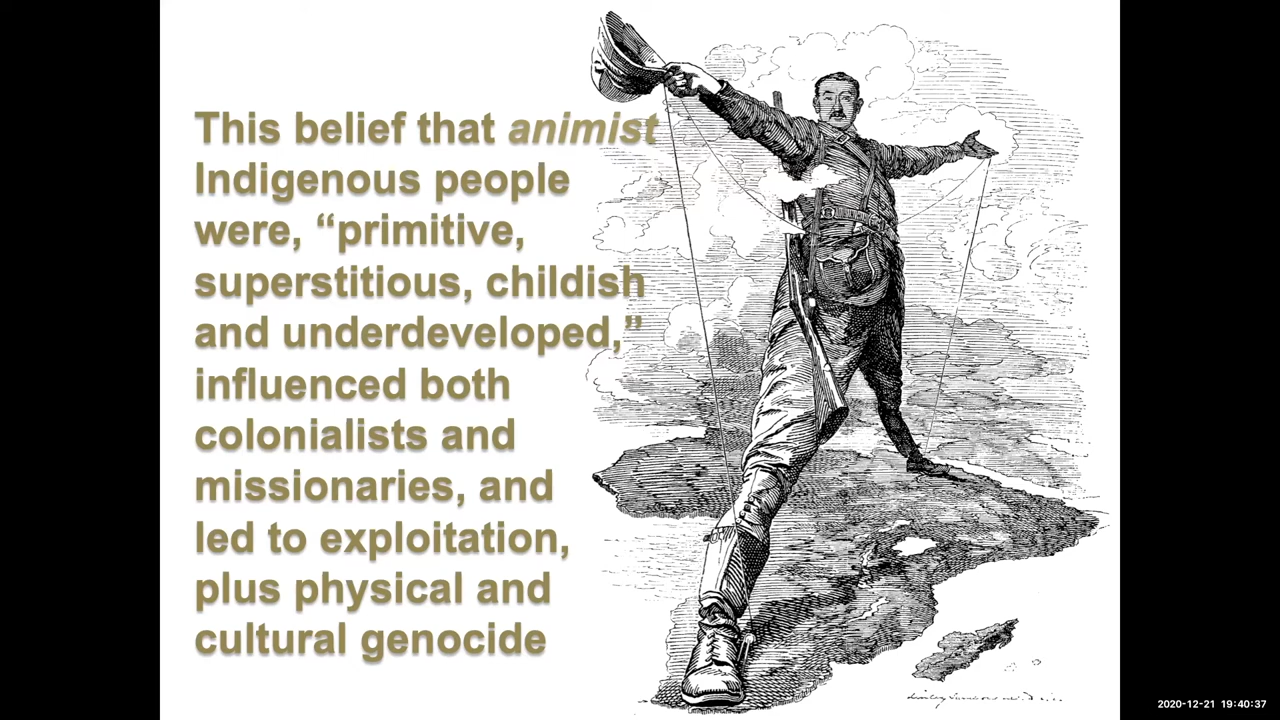 This belief that animist
indigenous people
were, “primitive,
superstitious, childish
and underdeveloped,”
influenced both
colonialists and
missionaries, and
led to exploitation,
plus physical and
cultural genocide
2020-12-21 19:40:37